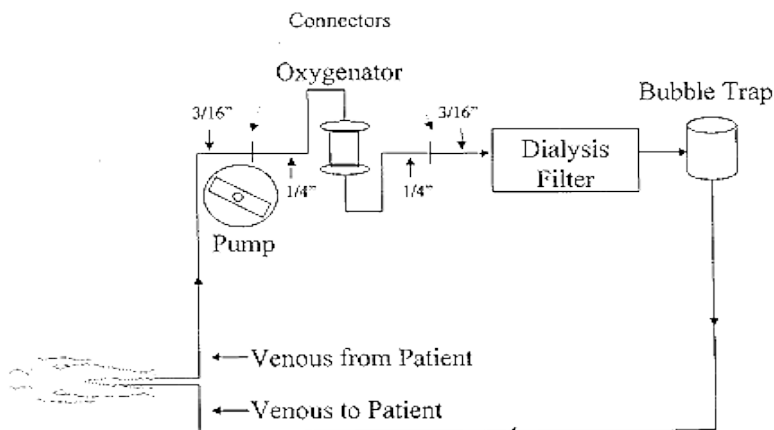 Connectors
Oxygenator
Bubble Trap
3/16”
3/16”
1/4”
1/4”
Dialysis
Filter
Pump
Venous from Patient
Venous to Patient